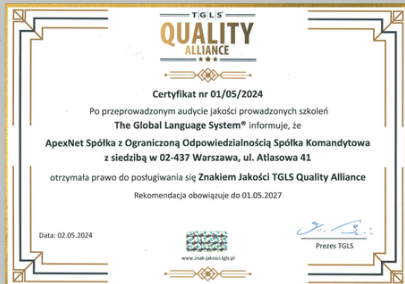 TGLS
QUALITY
ALLIANCE
Certyfikat nr 01/05/2024
Po przeprowadzonym audycie jakości prowadzonych szkoleń
The Global Language System® informuje, że
ApexNet Spółka z Ograniczoną Odpowiedzialnością Spółka Komandytowa
z siedzibą w 02-437 Warszawa, ul. Atlasowa 41
otrzymała prawo do posługiwania się Znakiem Jakości TGLS Quality Alliance
Rekomendacja obowiązuje do 01.05.2027
Data: 02.05.2024
Prezes TGLS
www.znak-jakosci.tgls.pl